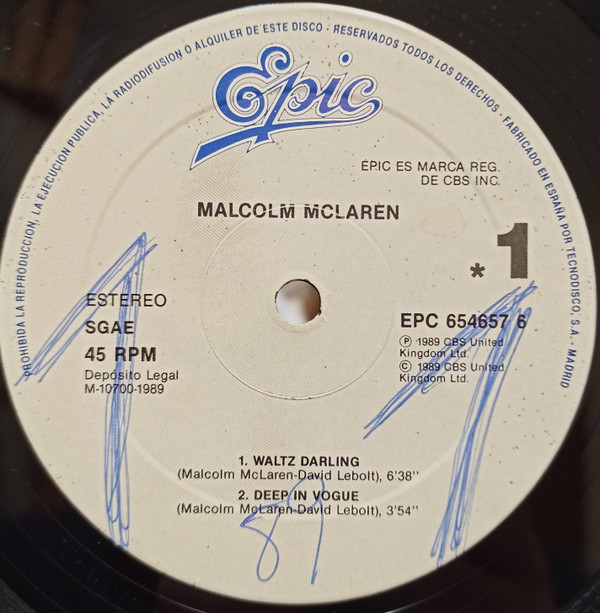 PROHIBIDA LA REPRODUCCION, LA EJECUCION PUBLICA, LA RADIODIFUSION O ALQUILER DE ESTE DISCO - RESERVADOS TODOS LOS DERECHOS - FABRICADO EN ESPAÑA POR TECNODISCO, S.A. - MADRID
Epic
EPIC ES MARCA REG.
DE CBS INC.
MALCOLM McLAREN
* 1
ESTEREO
SGAE
45 RPM
Depósito Legal
M-10700-1989
EPC 654657 6
Ⓟ 1989 CBS United
Kingdom Ltd.
© 1989 CBS United
Kingdom Ltd.
1 1
1. WALTZ DARLING
(Malcolm McLaren-David Lebolt), 6'38''
2. DEEP IN VOGUE
(Malcolm McLaren-David Lebolt), 3'54''
89